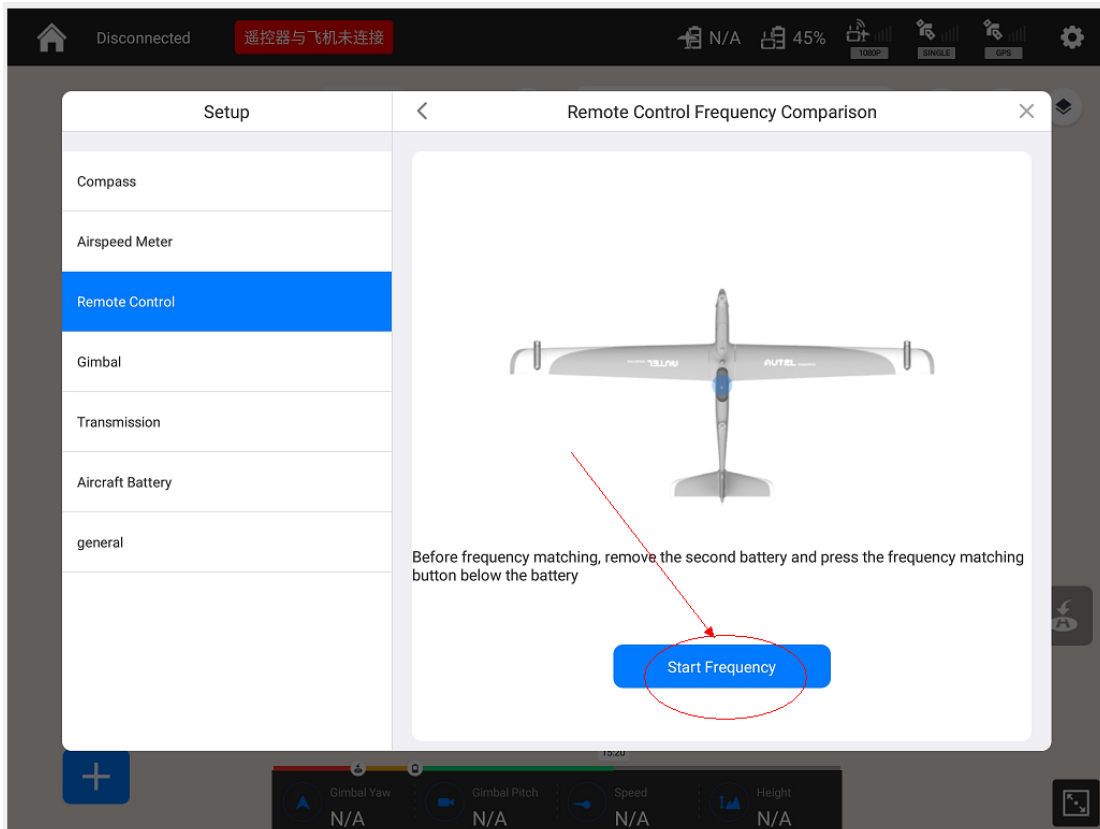 Disconnected
遥控器与飞机未连接
N/A
45%
1080P
SINGLE
GPS
Setup
Remote Control Frequency Comparison
Compass
Airspeed Meter
Remote Control
Gimbal
Transmission
Aircraft Battery
general
AUTEL
AUTEL
Before frequency matching, remove the second battery and press the frequency matching
button below the battery
Start Frequency
15:20
Gimbal Yaw
N/A
Gimbal Pitch
N/A
Speed
N/A
Height
N/A